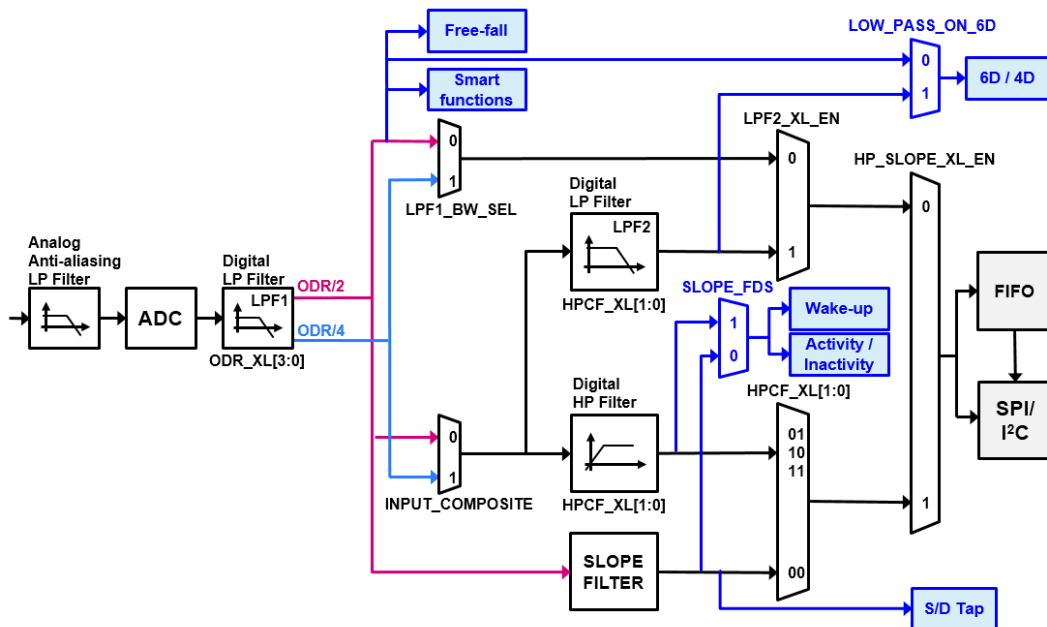 Free-fall
Smart
functions
LOW_PASS_ON_6D
0
1
6D / 4D
0
1
LPF1_BW_SEL
LPF2_XL_EN
0
1
HP_SLOPE_XL_EN
0
1
Digital
LP Filter
LPF2
HPCF_XL[1:0]
Analog
Anti-aliasing
LP Filter
ADC
Digital
LP Filter
LPF1
ODR_XL[3:0]
ODR/2
ODR/4
SLOPE_FDS
1
0
Wake-up
Activity /
Inactivity
FIFO
SPI/
I²C
0
1
INPUT_COMPOSITE
Digital
HP Filter
HPCF_XL[1:0]
HPCF_XL[1:0]
01
10
11
00
SLOPE
FILTER
S/D Tap